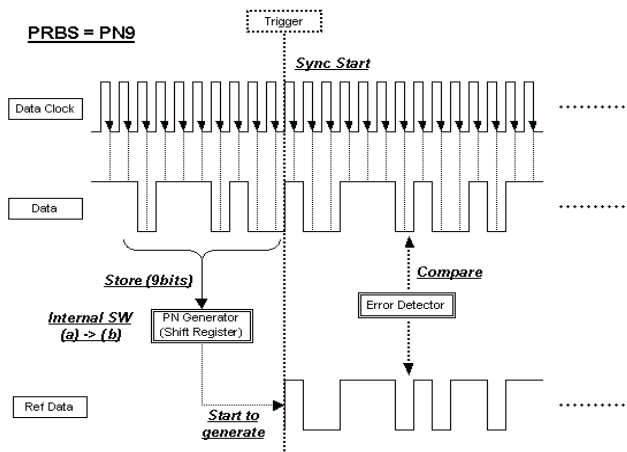 Trigger
PRBS = PN9
Sync Start
Data Clock
Data
Store (9bits)
Compare
Internal SW
(a) -> (b)
PN Generator
(Shift Register)
Error Detector
Ref Data
Start to
generate